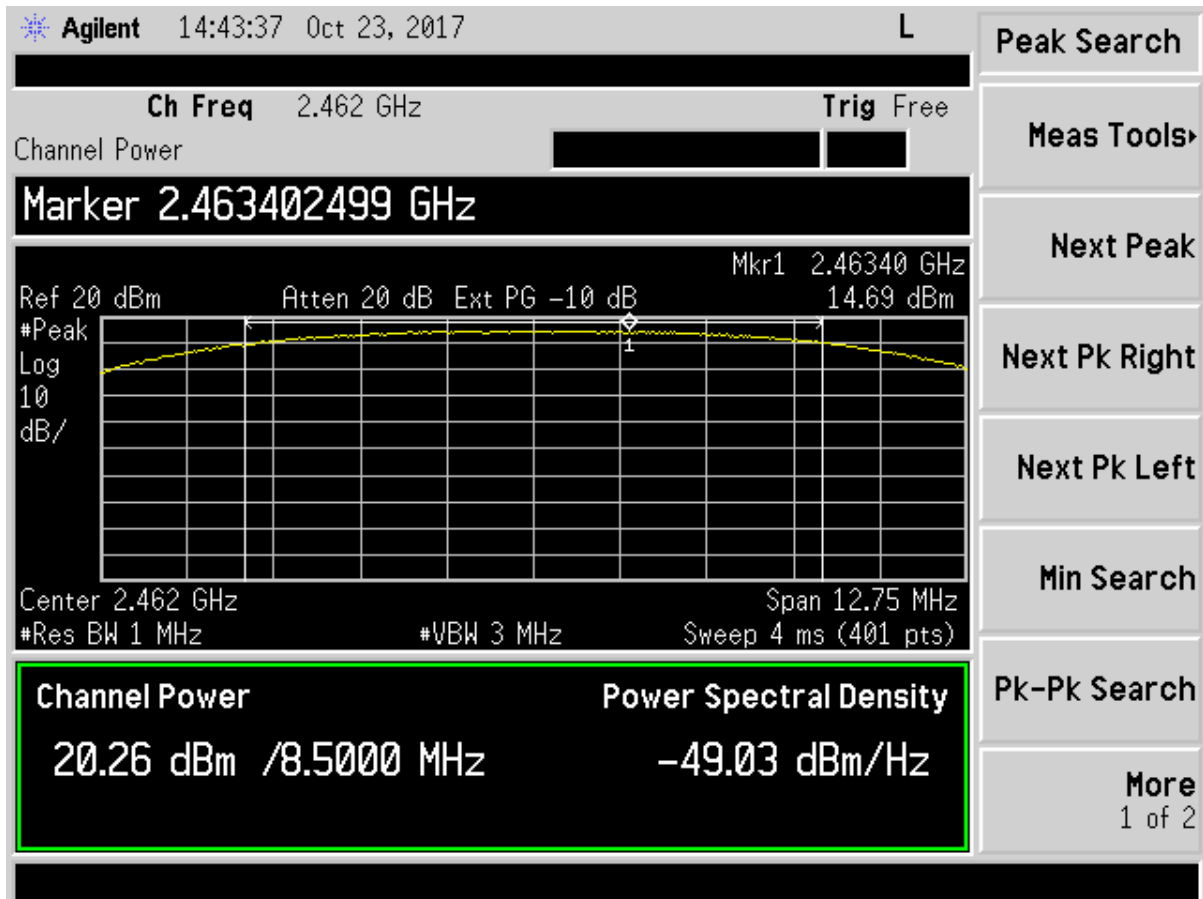 Agilent 14:43:37 Oct 23, 2017 L
Ch Freq 2.462 GHz Trig Free
Channel Power
Marker 2.463402499 GHz
Mkr1 2.46340 GHz
Ref 20 dBm Atten 20 dB Ext PG -10 dB 14.69 dBm
#Peak
Log
10
dB/
1
Center 2.462 GHz Span 12.75 MHz
#Res BW 1 MHz #VBW 3 MHz Sweep 4 ms (401 pts)
Channel Power Power Spectral Density
20.26 dBm /8.5000 MHz -49.03 dBm/Hz
Peak Search
Meas Tools▸
Next Peak
Next Pk Right
Next Pk Left
Min Search
Pk-Pk Search
More
1 of 2